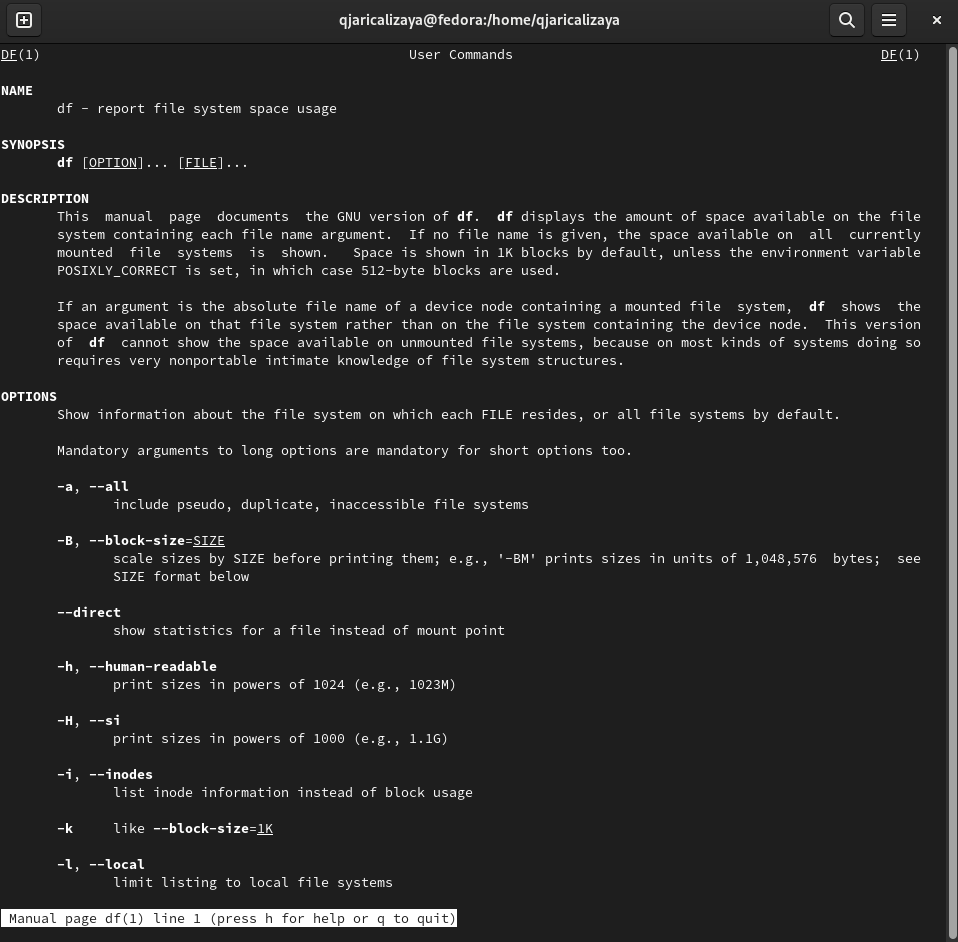 qjaricalizaya@fedora:/home/qjaricalizaya
DF(1) User Commands DF(1)
NAME
df - report file system space usage
SYNOPSIS
df [OPTION]... [FILE]...
DESCRIPTION
This manual page documents the GNU version of df. df displays the amount of space available on the file
system containing each file name argument. If no file name is given, the space available on all currently
mounted file systems is shown. Space is shown in 1K blocks by default, unless the environment variable
POSIXLY_CORRECT is set, in which case 512-byte blocks are used.
If an argument is the absolute file name of a device node containing a mounted file system, df shows the
space available on that file system rather than on the file system containing the device node. This version
of df cannot show the space available on unmounted file systems, because on most kinds of systems doing so
requires very nonportable intimate knowledge of file system structures.
OPTIONS
Show information about the file system on which each FILE resides, or all file systems by default.
Mandatory arguments to long options are mandatory for short options too.
-a, --all
include pseudo, duplicate, inaccessible file systems
-B, --block-size=SIZE
scale sizes by SIZE before printing them; e.g., '-BM' prints sizes in units of 1,048,576 bytes; see
SIZE format below
--direct
show statistics for a file instead of mount point
-h, --human-readable
print sizes in powers of 1024 (e.g., 1023M)
-H, --si
print sizes in powers of 1000 (e.g., 1.1G)
-i, --inodes
list inode information instead of block usage
-k like --block-size=1K
-l, --local
limit listing to local file systems
Manual page df(1) line 1 (press h for help or q to quit)